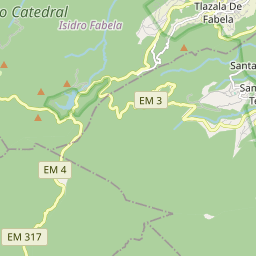 o Catedral
Isidro Fabela
Tlazala De
Fabela
Santa
San
Te
EM 3
EM 4
EM 317